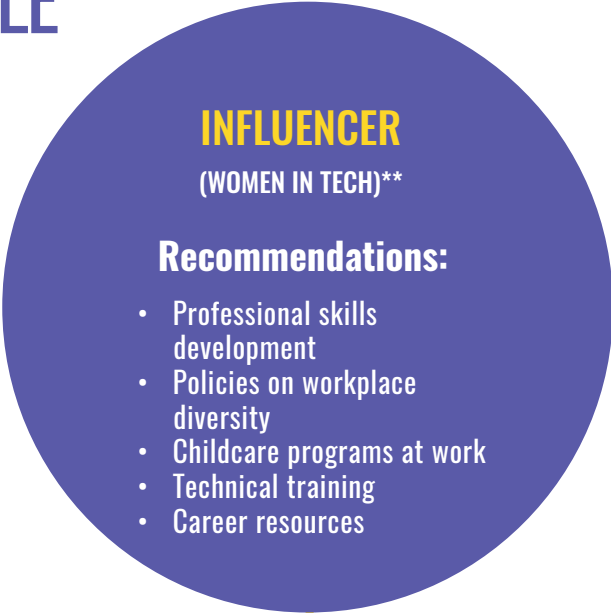 LE
INFLUENCER
(WOMEN IN TECH)**
Recommendations:
• Professional skills
development
• Policies on workplace
diversity
• Childcare programs at work
• Technical training
• Career resources